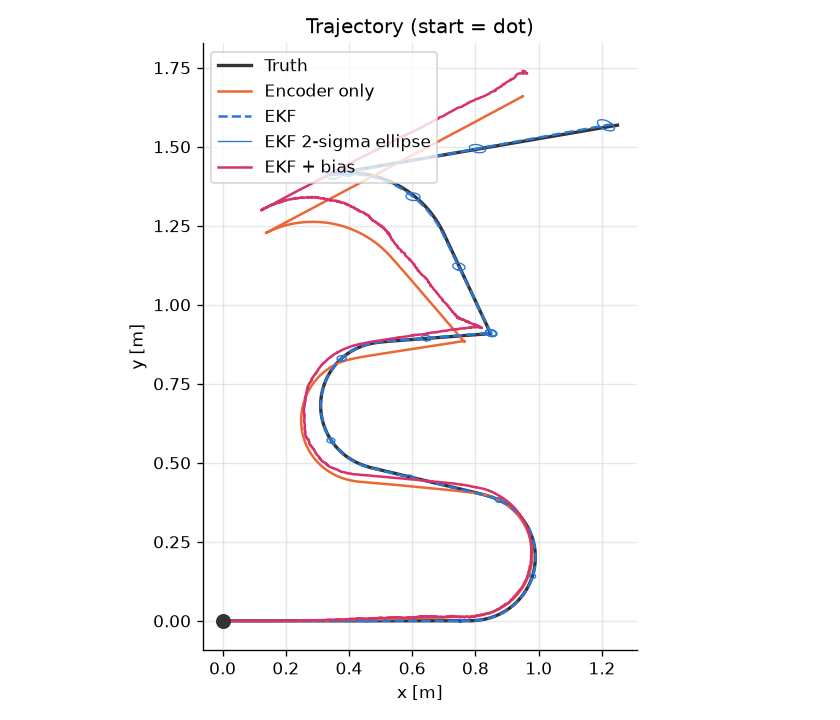 Trajectory (start = dot)
Truth
Encoder only
EKF
EKF 2-sigma ellipse
EKF + bias
1.75
1.50
1.25
1.00
0.75
0.50
0.25
0.00
y [m]
0.0 0.2 0.4 0.6 0.8 1.0 1.2
x [m]